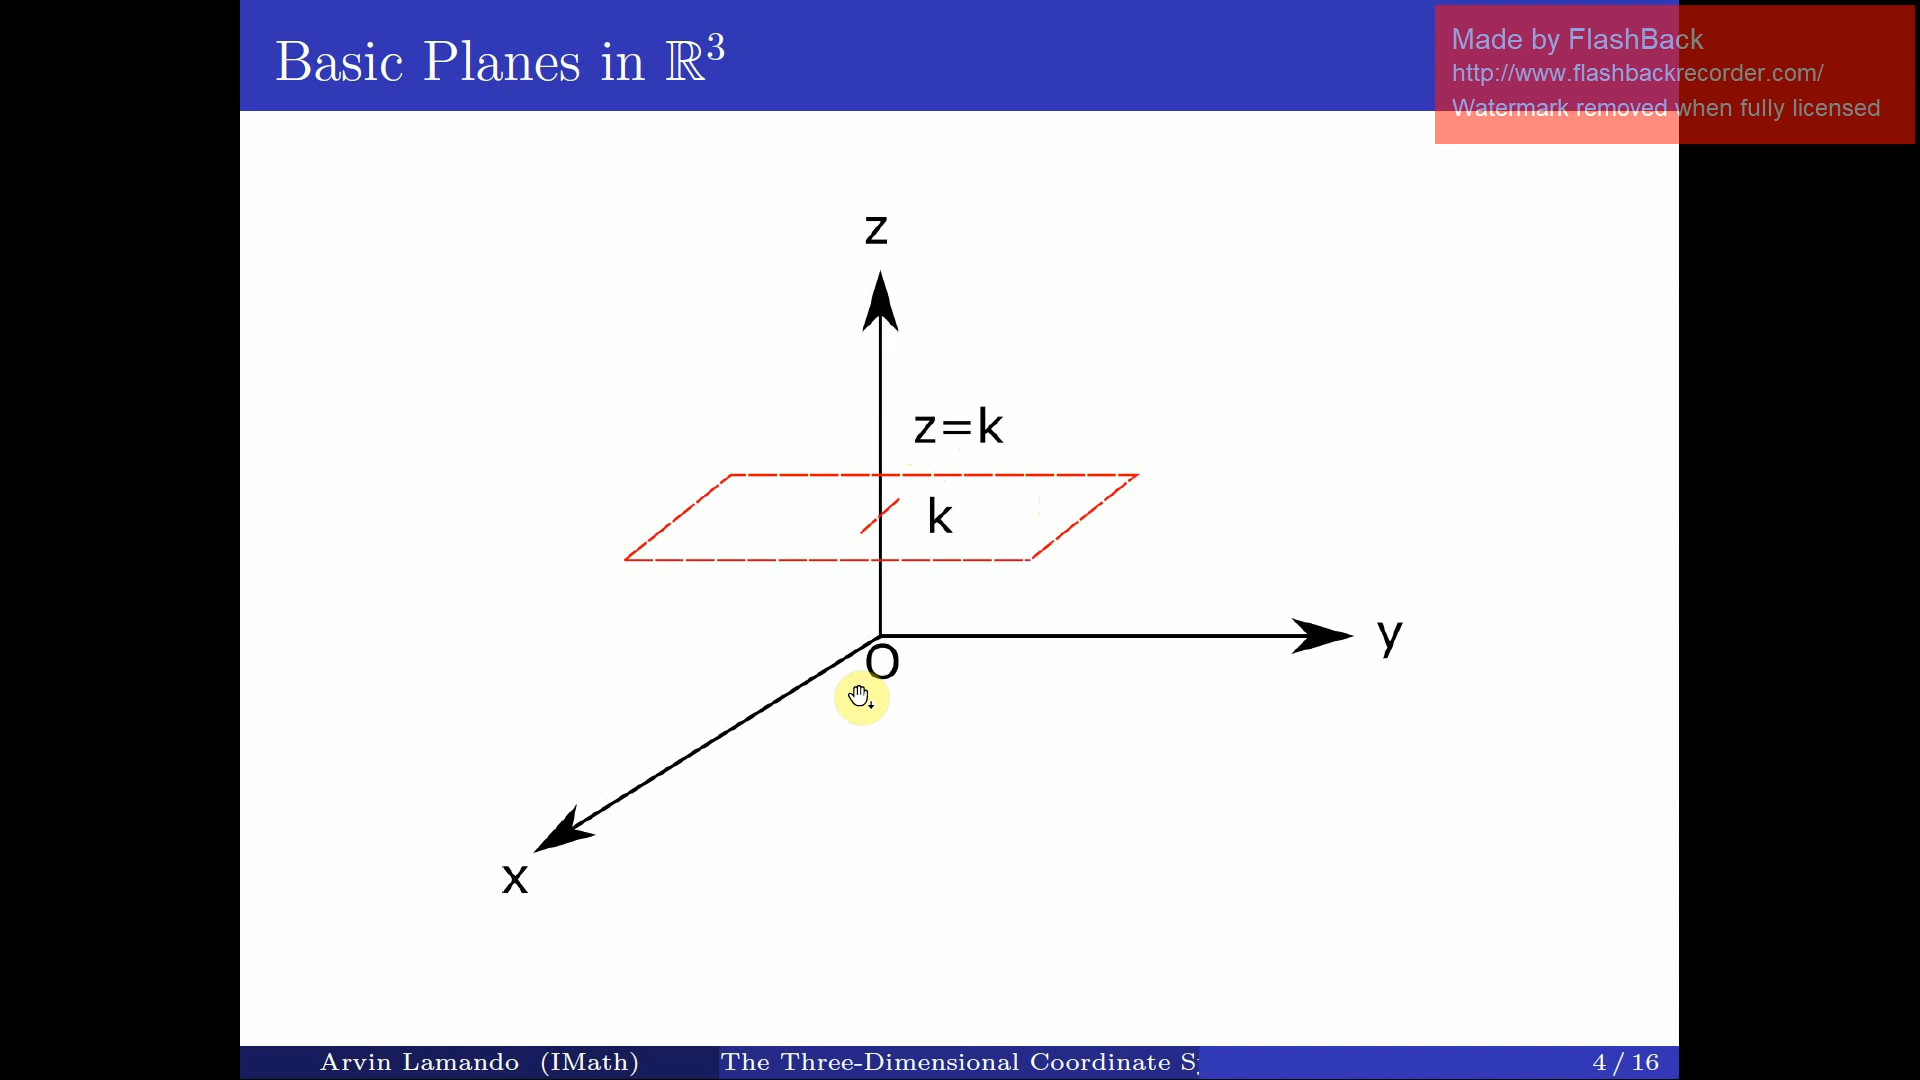 Basic Planes in ℝ³
Made by FlashBack
http://www.flashbackrecorder.com/
Watermark removed when fully licensed
z
z=k
k
y
O
x
Arvin Lamando (IMath)
The Three-Dimensional Coordinate Sy
4 / 16